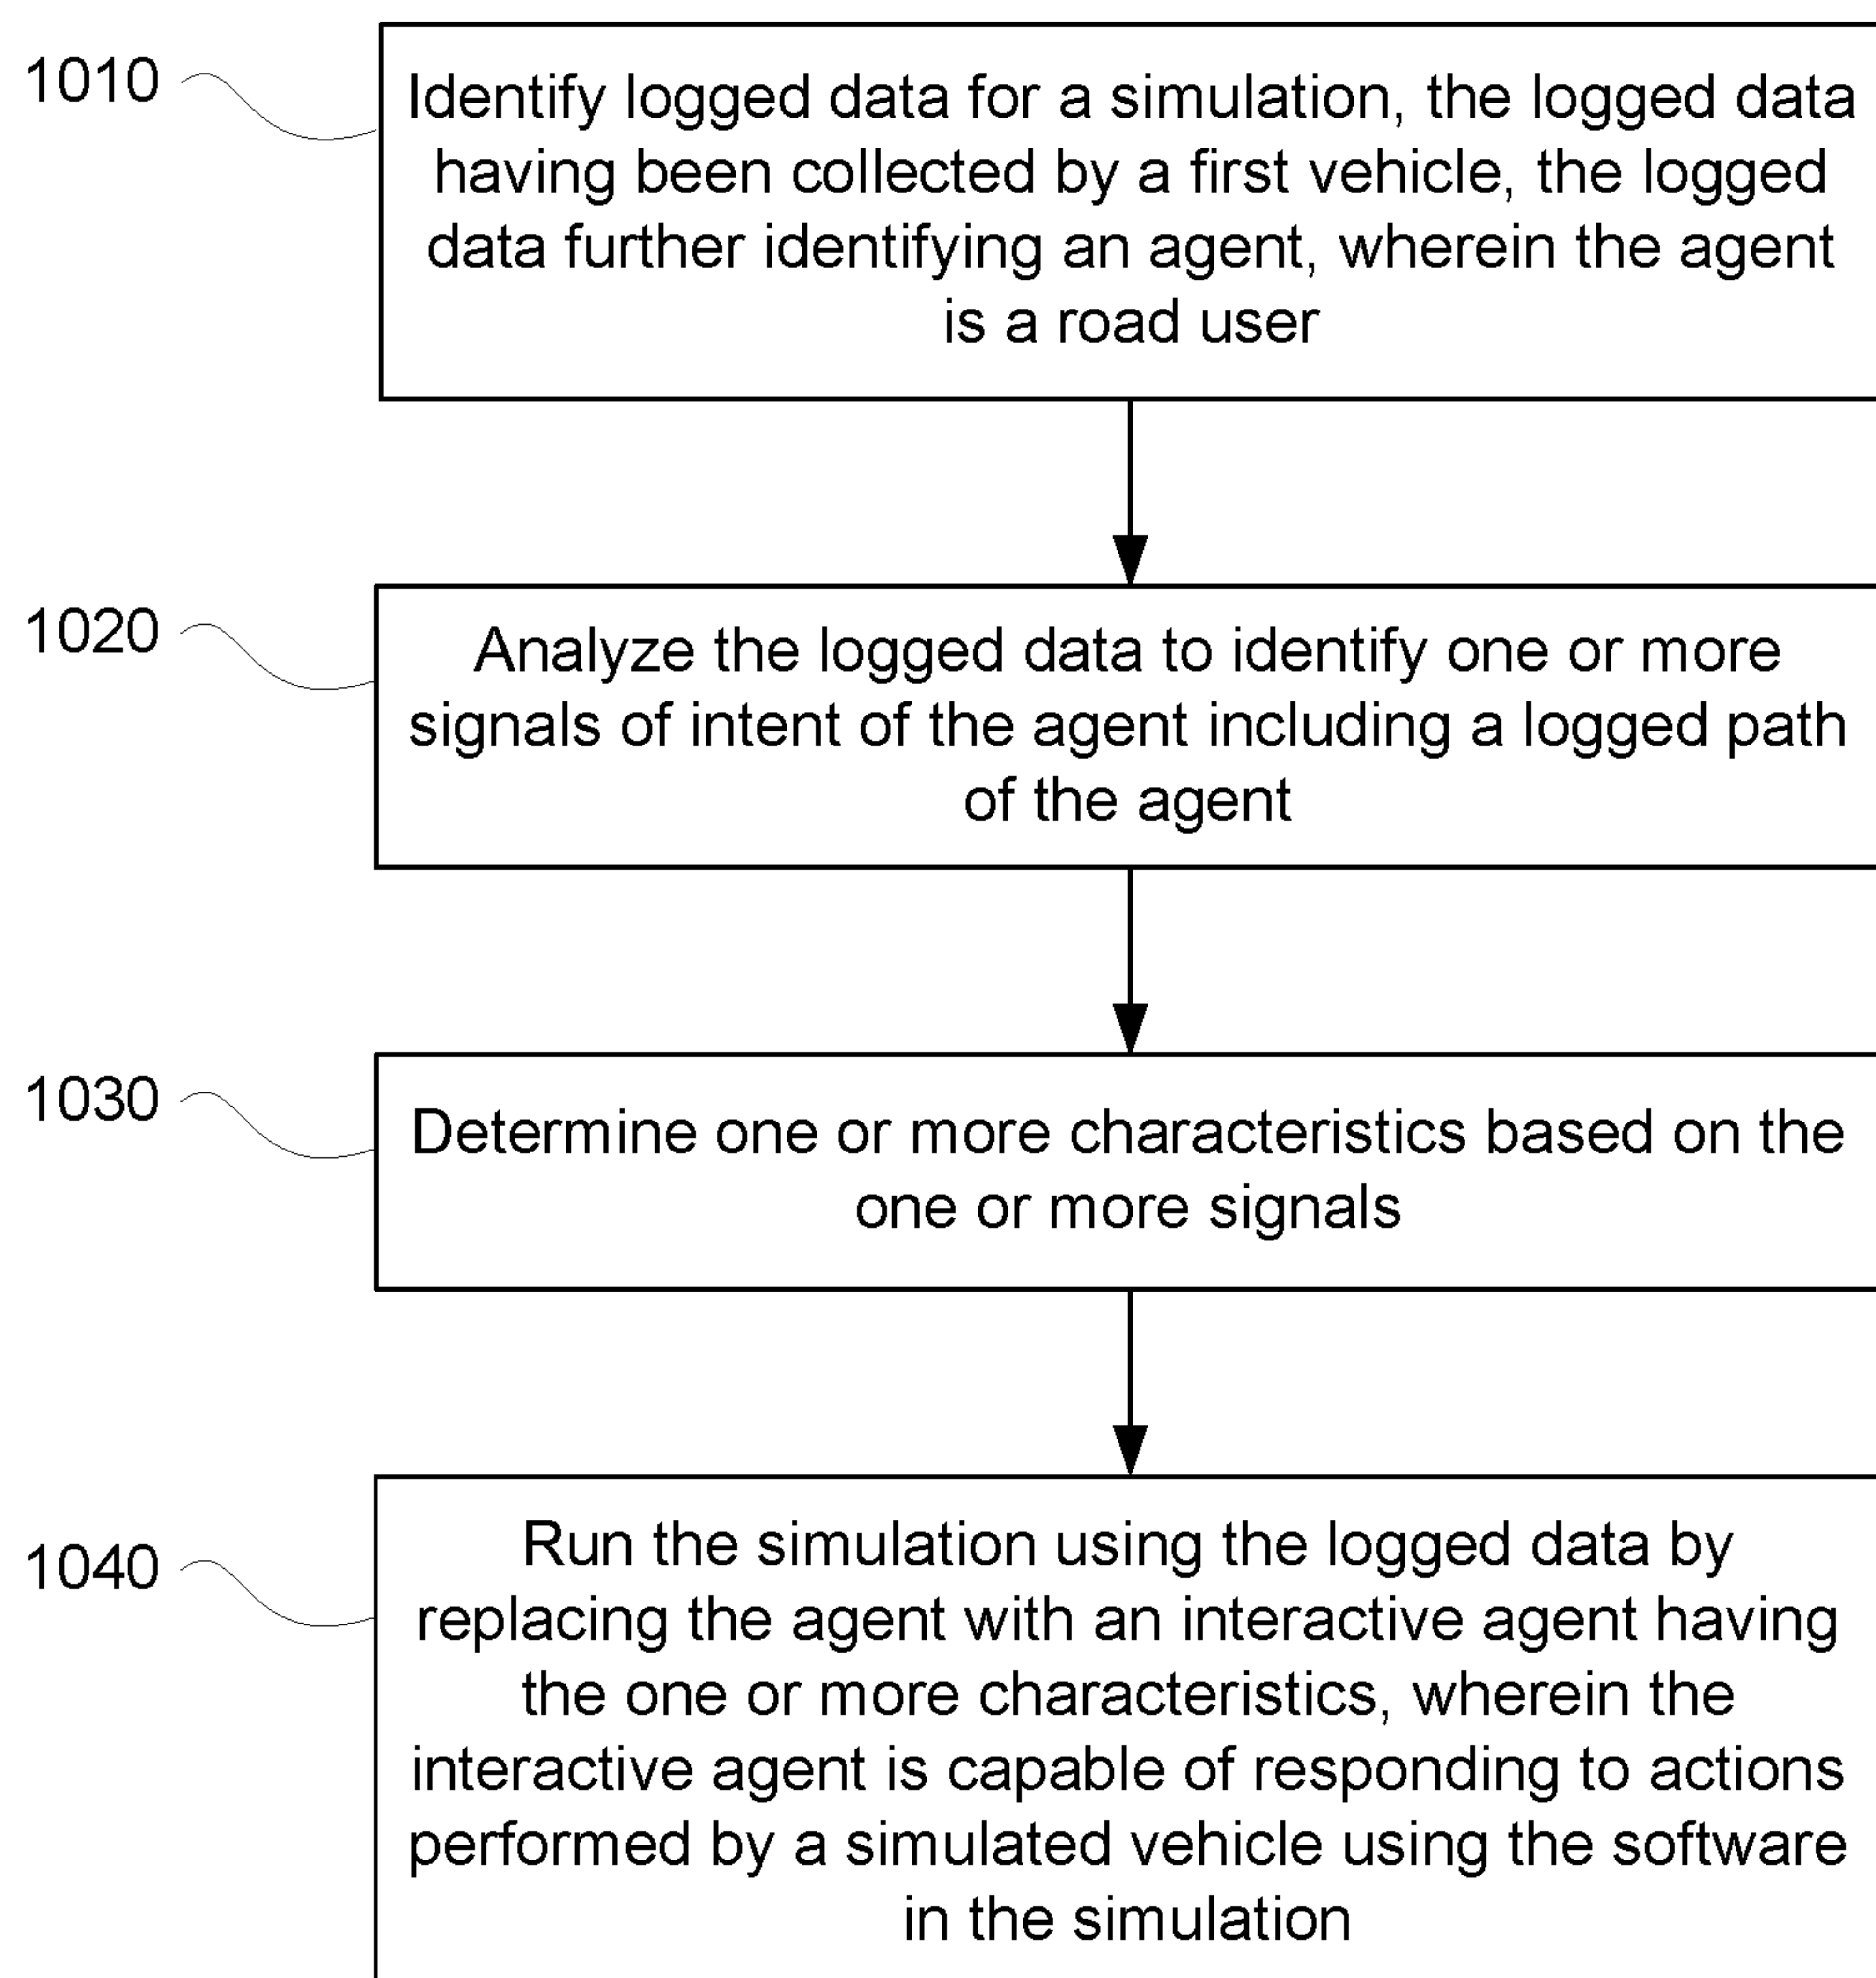 1010
Identify logged data for a simulation, the logged data
having been collected by a first vehicle, the logged
data further identifying an agent, wherein the agent
is a road user
1020
Analyze the logged data to identify one or more
signals of intent of the agent including a logged path
of the agent
1030
Determine one or more characteristics based on the
one or more signals
1040
Run the simulation using the logged data by
replacing the agent with an interactive agent having
the one or more characteristics, wherein the
interactive agent is capable of responding to actions
performed by a simulated vehicle using the software
in the simulation